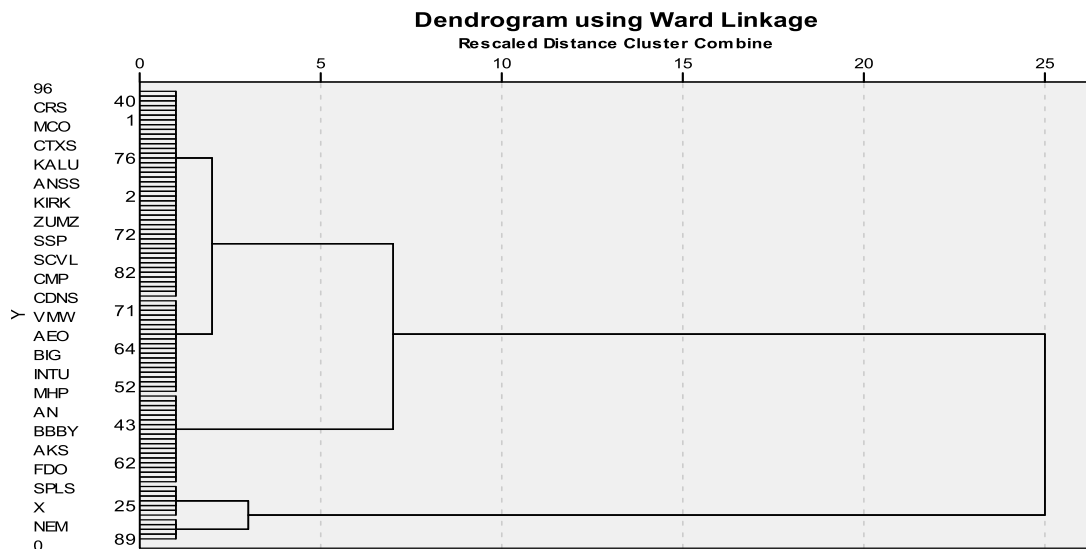 Dendrogram using Ward Linkage
Rescaled Distance Cluster Combine
0 5 10 15 20 25
96
40
CRS
1
MCO
CTXS
76
KALU
ANSS
2
KIRK
ZUMZ
72
SSP
SCVL
82
CMP
CDNS
71
Y
VMW
AEO
64
BIG
INTU
52
MHP
AN
43
BBBY
AKS
62
FDO
SPLS
25
X
NEM
89
0